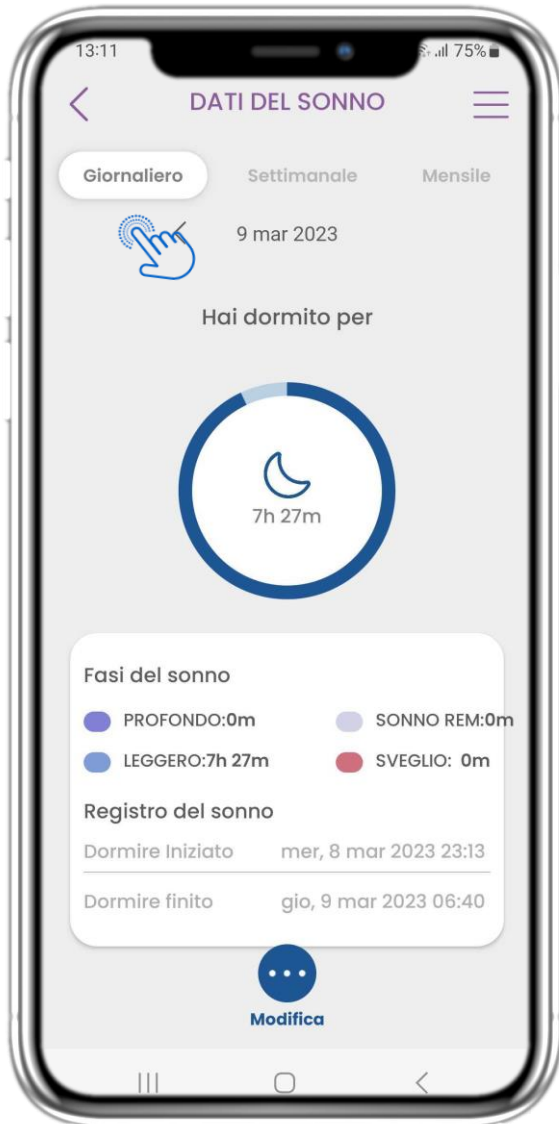 13:11 75%
DATI DEL SONNO
Giornaliero Settimanale Mensile
9 mar 2023
Hai dormito per
7h 27m
Fasi del sonno
PROFONDO:0m SONNO REM:0m
LEGGERO:7h 27m SVEGLIO: 0m
Registro del sonno
Dormire Iniziato mer, 8 mar 2023 23:13
Dormire finito gio, 9 mar 2023 06:40
Modifica